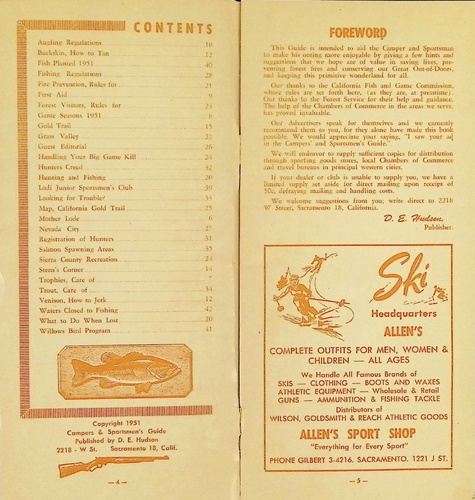 CONTENTS
Angling Regulations 10
Buckskin, How to Tan 12
Fish Planted 1951 40
Fishing Regulations 28
Fire Prevention, Rules for 21
First Aid
Forest Visitors, Rules for
Game Seasons 1951 8
Gold Trail 15
Grass Valley
Guest Editorial 26
Handling Your Big Game Kill 24
Hunters Creed 32
Hunting and Fishing 20
Lodi Junior Sportsmen's Club 39
Looking for Trouble? 35
Map, California Gold Trail 25
Mother Lode 6
Nevada City 27
Registration of Hunters 31
Salmon Spawning Areas 35
Sierra County Recreation 24
Steen's Corner 14
Trophies, Care of
Trout, Care of 34
Venison, How to Jerk 12
Waters Closed to Fishing 42
What to Do When Lost 20
Willows Bird Program 41
Copyright 1951
Campers & Sportsmen's Guide
Published by D. E. Hudson
2218 - W St. Sacramento 18, Calif.
— 4 —
FOREWORD
This Guide is intended to aid the Camper and Sportsman
to make his outing more enjoyable by giving a few hints and
suggestions that we hope are of value in saving lives, pre-
venting forest fires and conserving our Great Out-of-Doors,
and keeping this primitive wonderland for all.
Our thanks to the California Fish and Game Commission,
whose rules are set forth here, (as they are, at presstime).
Our thanks to the Forest Service for their help and guidance.
The help of the Chambers of Commerce in the areas we serve,
has proved invaluable.
Our Advertisers speak for themselves and we earnestly
recommend them to you, for they alone have made this book
possible. We would appreciate your saying, "I saw your ad
in the Campers' and Sportsmen's Guide."
We will endeavor to supply sufficient copies for distribution
through sporting goods stores, local Chambers of Commerce
and travel bureaus in principal western cities.
If your dealer or club is unable to supply you, we have a
limited supply set aside for direct mailing upon receipt of
50c, defraying mailing and handling costs.
We welcome suggestions from you; write direct to 2218
W Street, Sacramento 18, California.
D. E. Hudson,
Publisher.
Ski
Headquarters
ALLEN'S
COMPLETE OUTFITS FOR MEN, WOMEN &
CHILDREN — ALL AGES
We Handle All Famous Brands of
SKIS — CLOTHING — BOOTS AND WAXES
ATHLETIC EQUIPMENT — Wholesale & Retail
GUNS — AMMUNITION & FISHING TACKLE
Distributors of
WILSON, GOLDSMITH & REACH ATHLETIC GOODS
ALLEN'S SPORT SHOP
"Everything for Every Sport"
PHONE GILBERT 3-4216, SACRAMENTO, 1221 J ST.
— 5 —